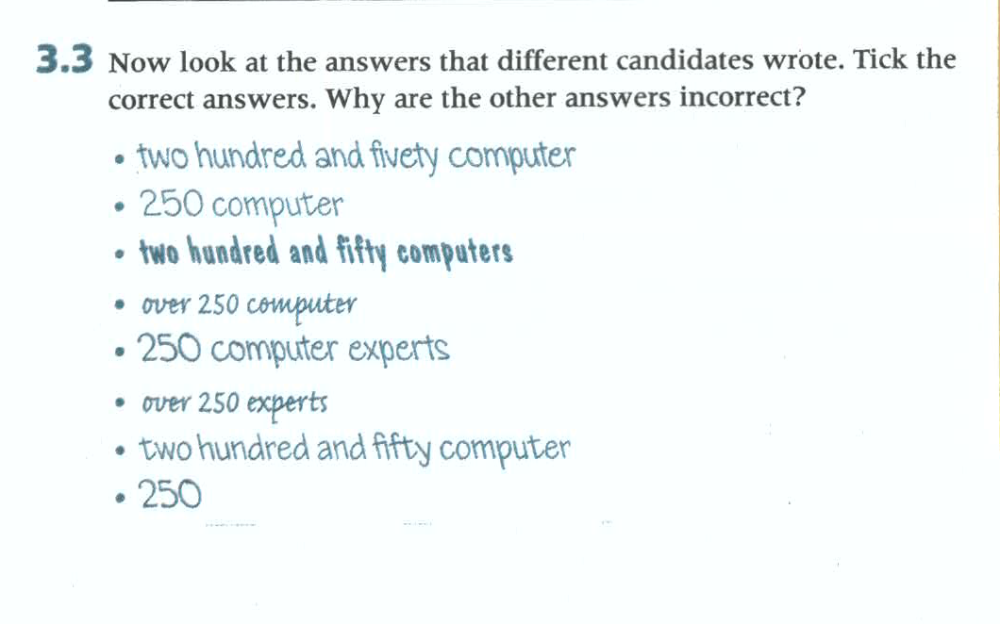 3.3 Now look at the answers that different candidates wrote. Tick the
correct answers. Why are the other answers incorrect?
• two hundred and fivety computer
• 250 computer
• two hundred and fifty computers
• over 250 computer
• 250 computer experts
• over 250 experts
• two hundred and fifty computer
• 250